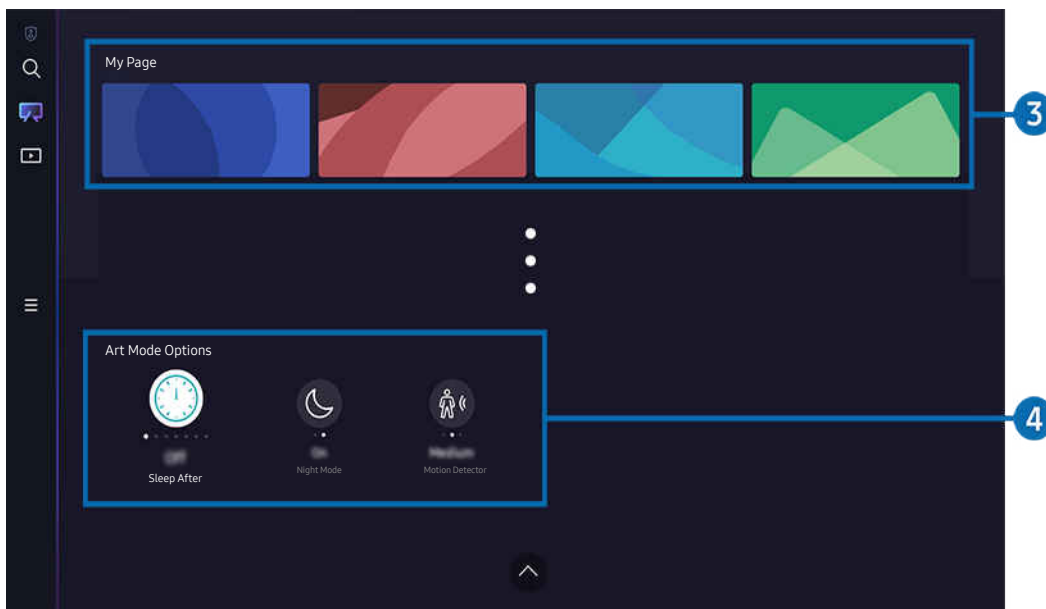 My Page
3
Art Mode Options
4
Sleep After
Night Mode
Motion Detector